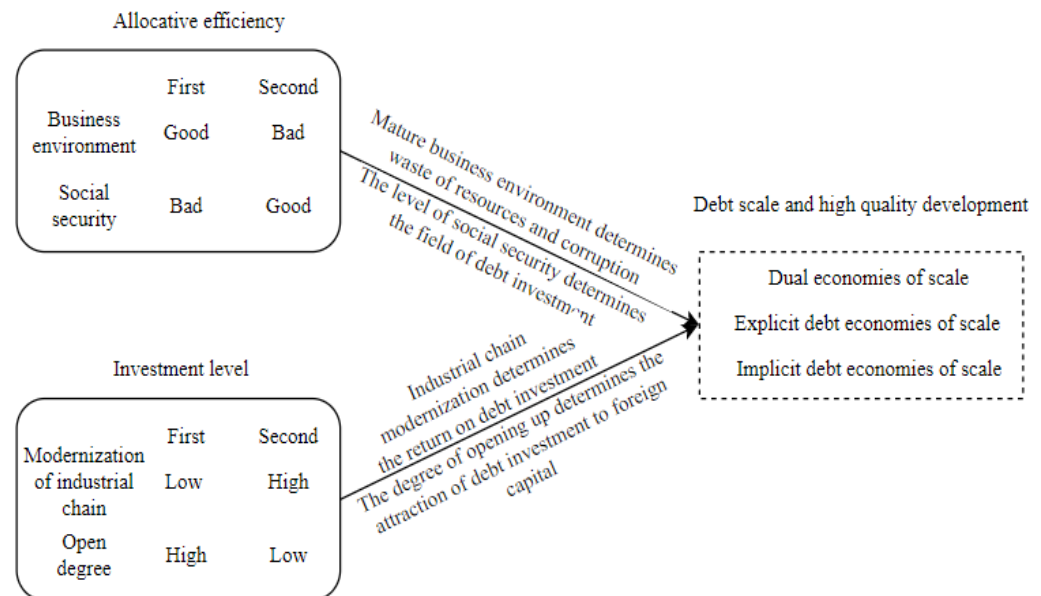 Allocative efficiency
First Second
Business
environment
Good Bad
Social
security
Bad Good
Mature business environment determines
waste of resources and corruption
The level of social security determines
the field of debt investment
Investment level
First Second
Modernization
of industrial
chain
Low High
Open
degree
High Low
Industrial chain
modernization determines
the return on debt investment
The degree of opening up determines the
attraction of debt investment to foreign
capital
Debt scale and high quality development
Dual economies of scale
Explicit debt economies of scale
Implicit debt economies of scale